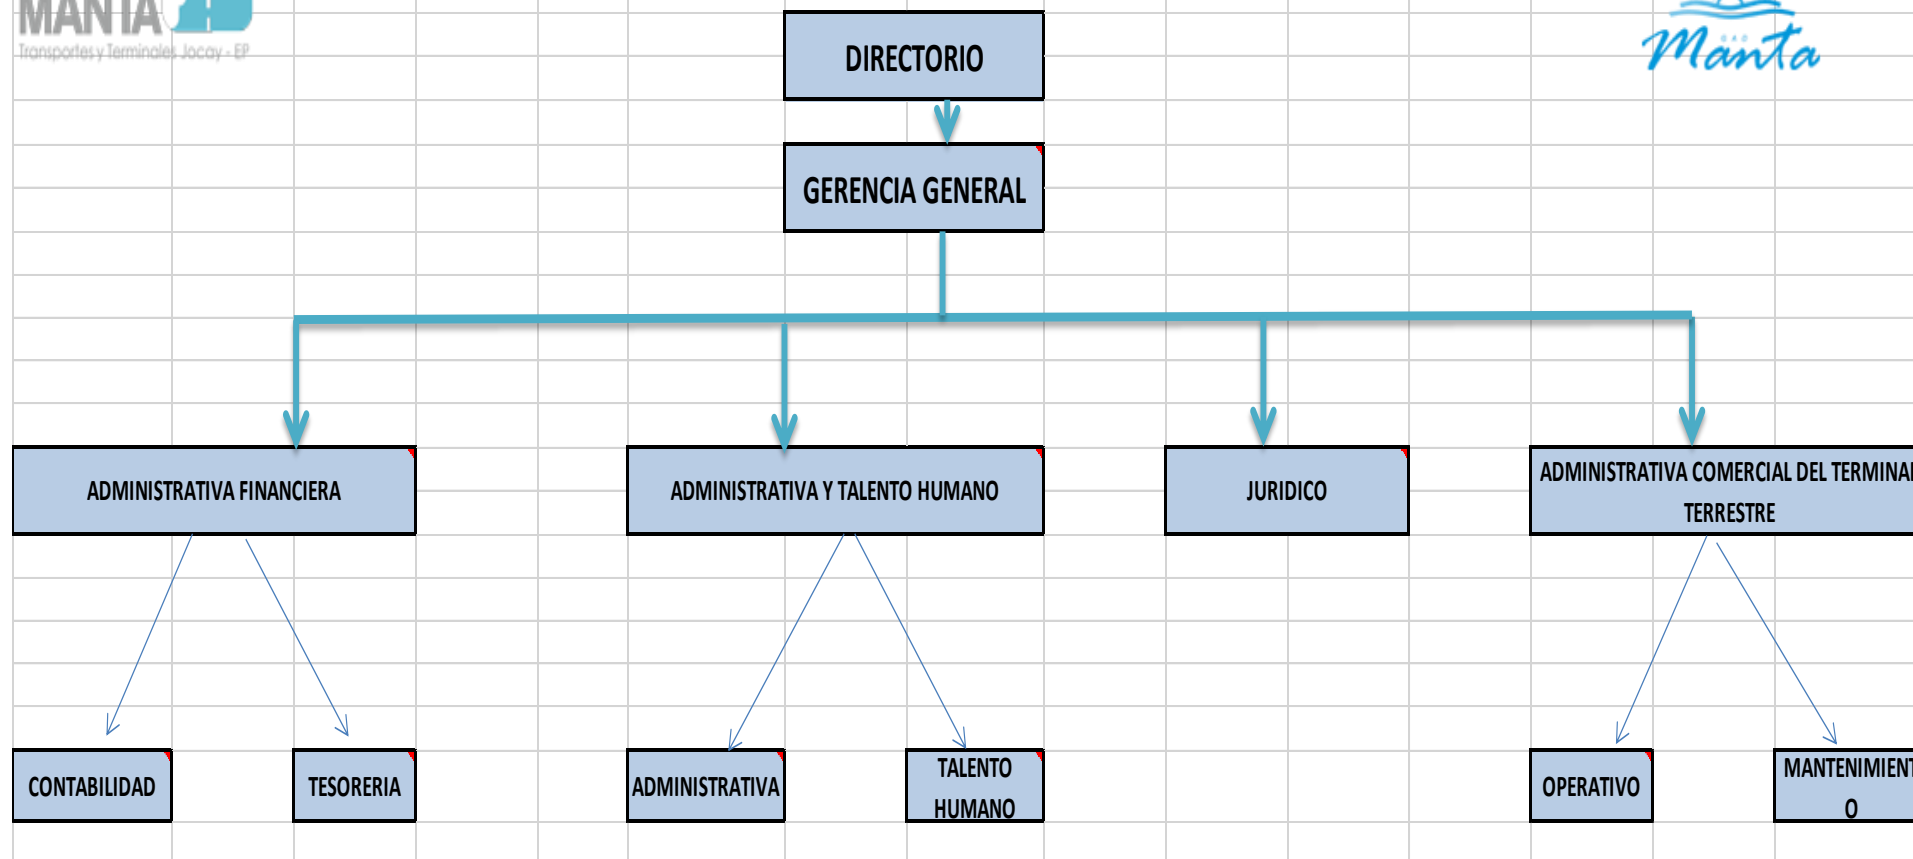 MANTA
Transportes y Terminales Jocay - EP
GAD
Manta
DIRECTORIO
GERENCIA GENERAL
ADMINISTRATIVA FINANCIERA
ADMINISTRATIVA Y TALENTO HUMANO
JURIDICO
ADMINISTRATIVA COMERCIAL DEL TERMINAL
TERRESTRE
CONTABILIDAD
TESORERIA
ADMINISTRATIVA
TALENTO
HUMANO
OPERATIVO
MANTENIMIENT
O